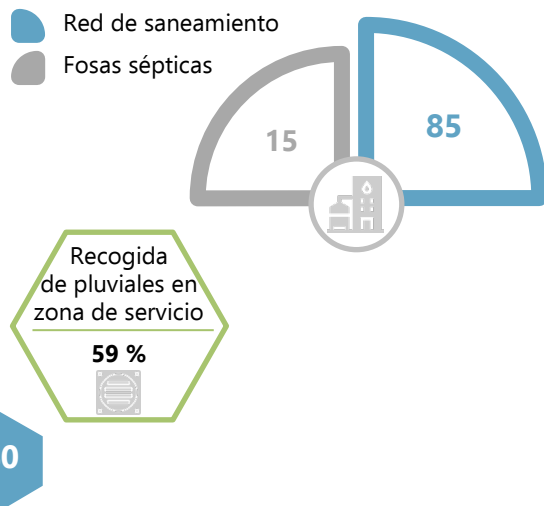 Red de saneamiento
Fosas sépticas
15
85
Recogida
de pluviales en
zona de servicio
59 %
0